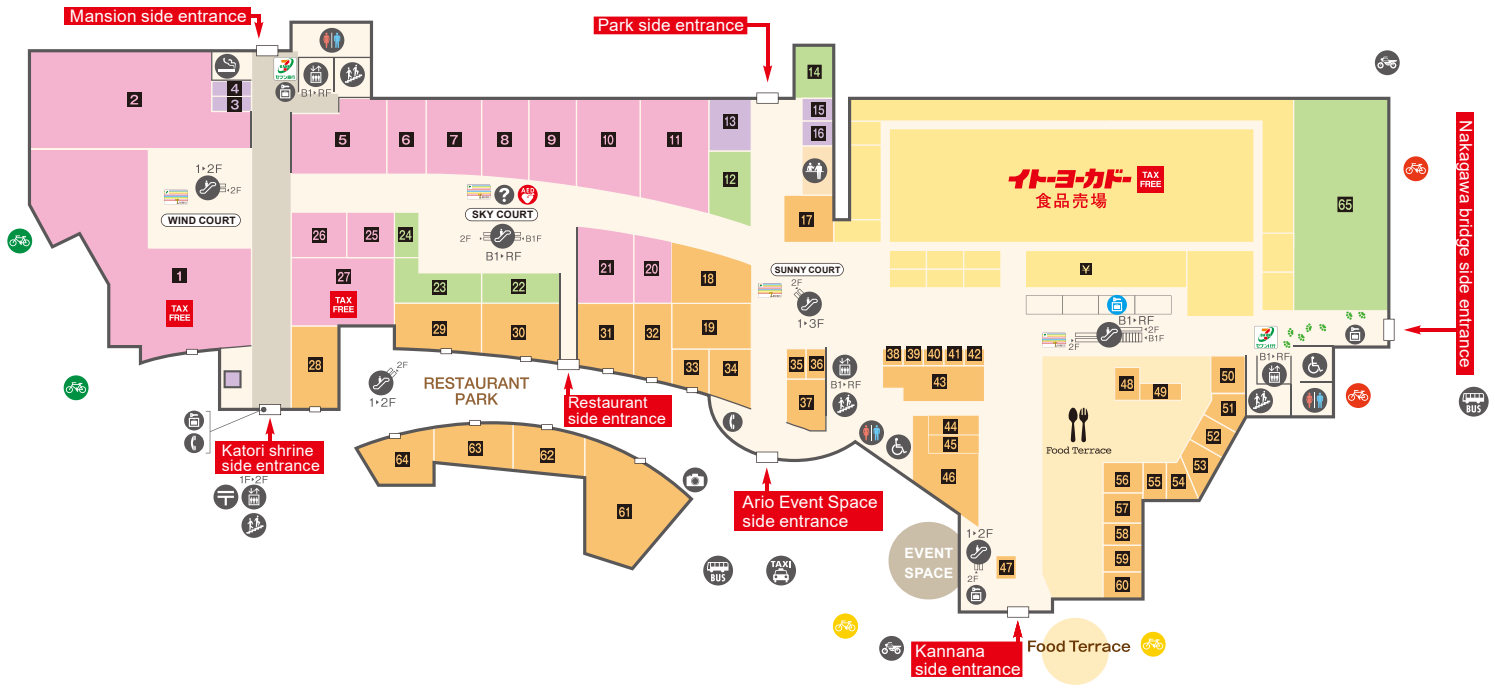 Mansion side entrance
Park side entrance
14
2
4
3
B1▸RF
セブン銀行
5
6
7
8
9
10
11
13
15
16
12
17
1▸2F
2F
WIND COURT
AED
SKY COURT
2F
B1F
B1▸RF
イトーヨーカドー
TAX
FREE
食品売場
65
Nakagawa bridge side entrance
26
25
24
1
TAX
FREE
27
TAX
FREE
23
22
21
20
18
SUNNY COURT
2F
1▸3F
¥
B1▸RF
2F
B1F
2F
28
29
30
31
32
19
33
34
35
36
B1▸RF
37
38
39
40
41
42
43
48
49
50
B1▸RF
1▸2F
2F
RESTAURANT
PARK
Restaurant
side entrance
44
45
46
Food Terrace
51
52
53
54
55
56
57
58
59
60
BUS
Katori shrine
side entrance
1F▸2F
64
63
62
61
Ario Event Space
side entrance
BUS
TAXI
EVENT
SPACE
1▸2F
2F
47
Kannana
side entrance
Food Terrace